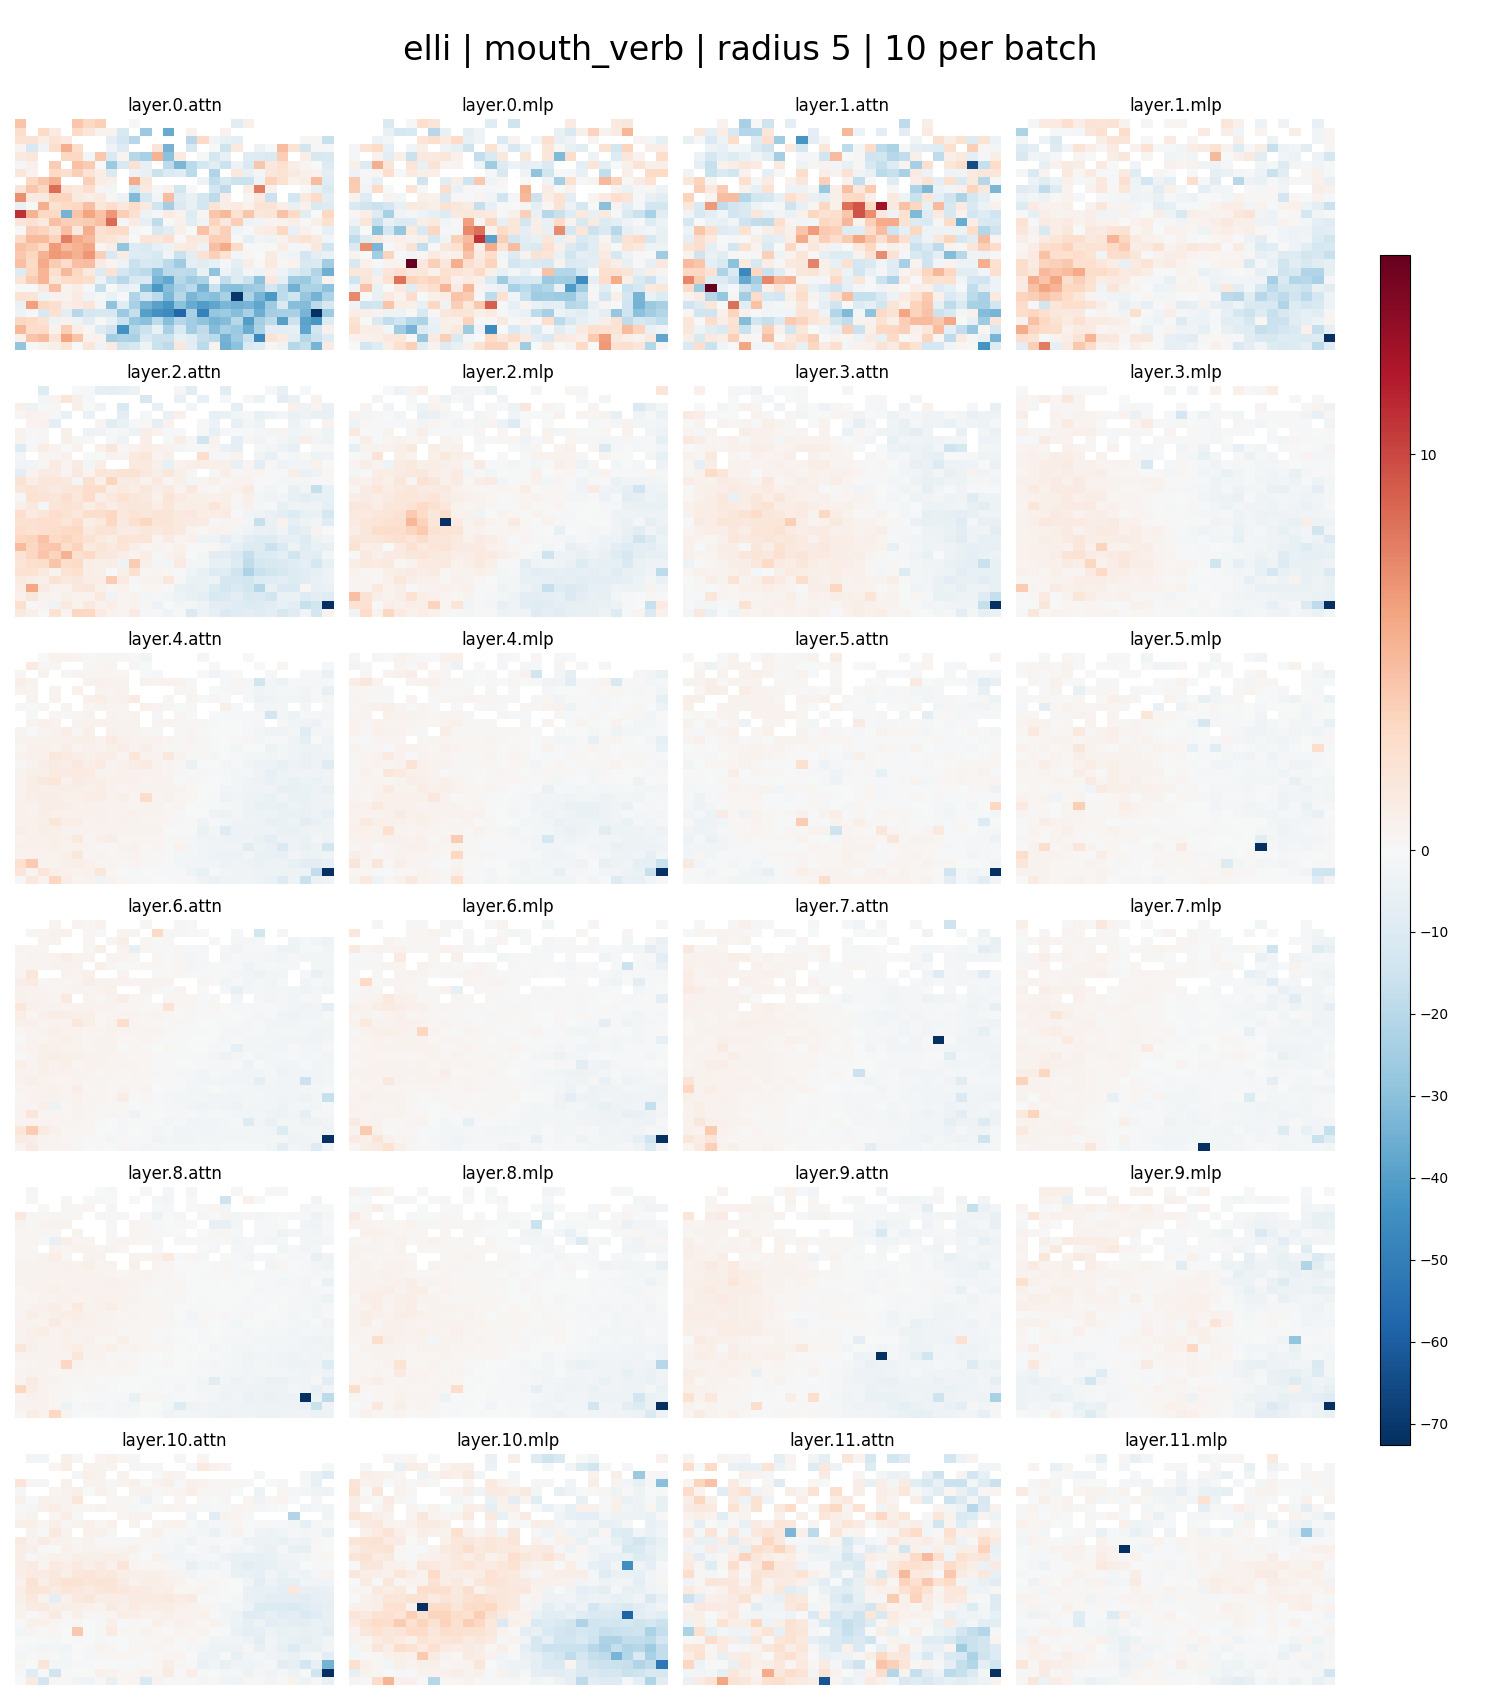 elli | mouth_verb | radius 5 | 10 per batch
layer.0.attn layer.0.mlp layer.1.attn layer.1.mlp
layer.2.attn layer.2.mlp layer.3.attn layer.3.mlp
layer.4.attn layer.4.mlp layer.5.attn layer.5.mlp
layer.6.attn layer.6.mlp layer.7.attn layer.7.mlp
layer.8.attn layer.8.mlp layer.9.attn layer.9.mlp
layer.10.attn layer.10.mlp layer.11.attn layer.11.mlp
10
0
−10
−20
−30
−40
−50
−60
−70